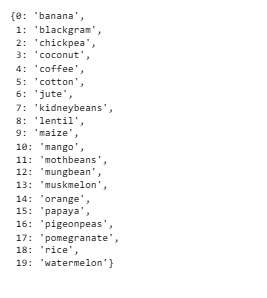 {0: 'banana',
1: 'blackgram',
2: 'chickpea',
3: 'coconut',
4: 'coffee',
5: 'cotton',
6: 'jute',
7: 'kidneybeans',
8: 'lentil',
9: 'maize',
10: 'mango',
11: 'mothbeans',
12: 'mungbean',
13: 'muskmelon',
14: 'orange',
15: 'papaya',
16: 'pigeonpeas',
17: 'pomegranate',
18: 'rice',
19: 'watermelon'}